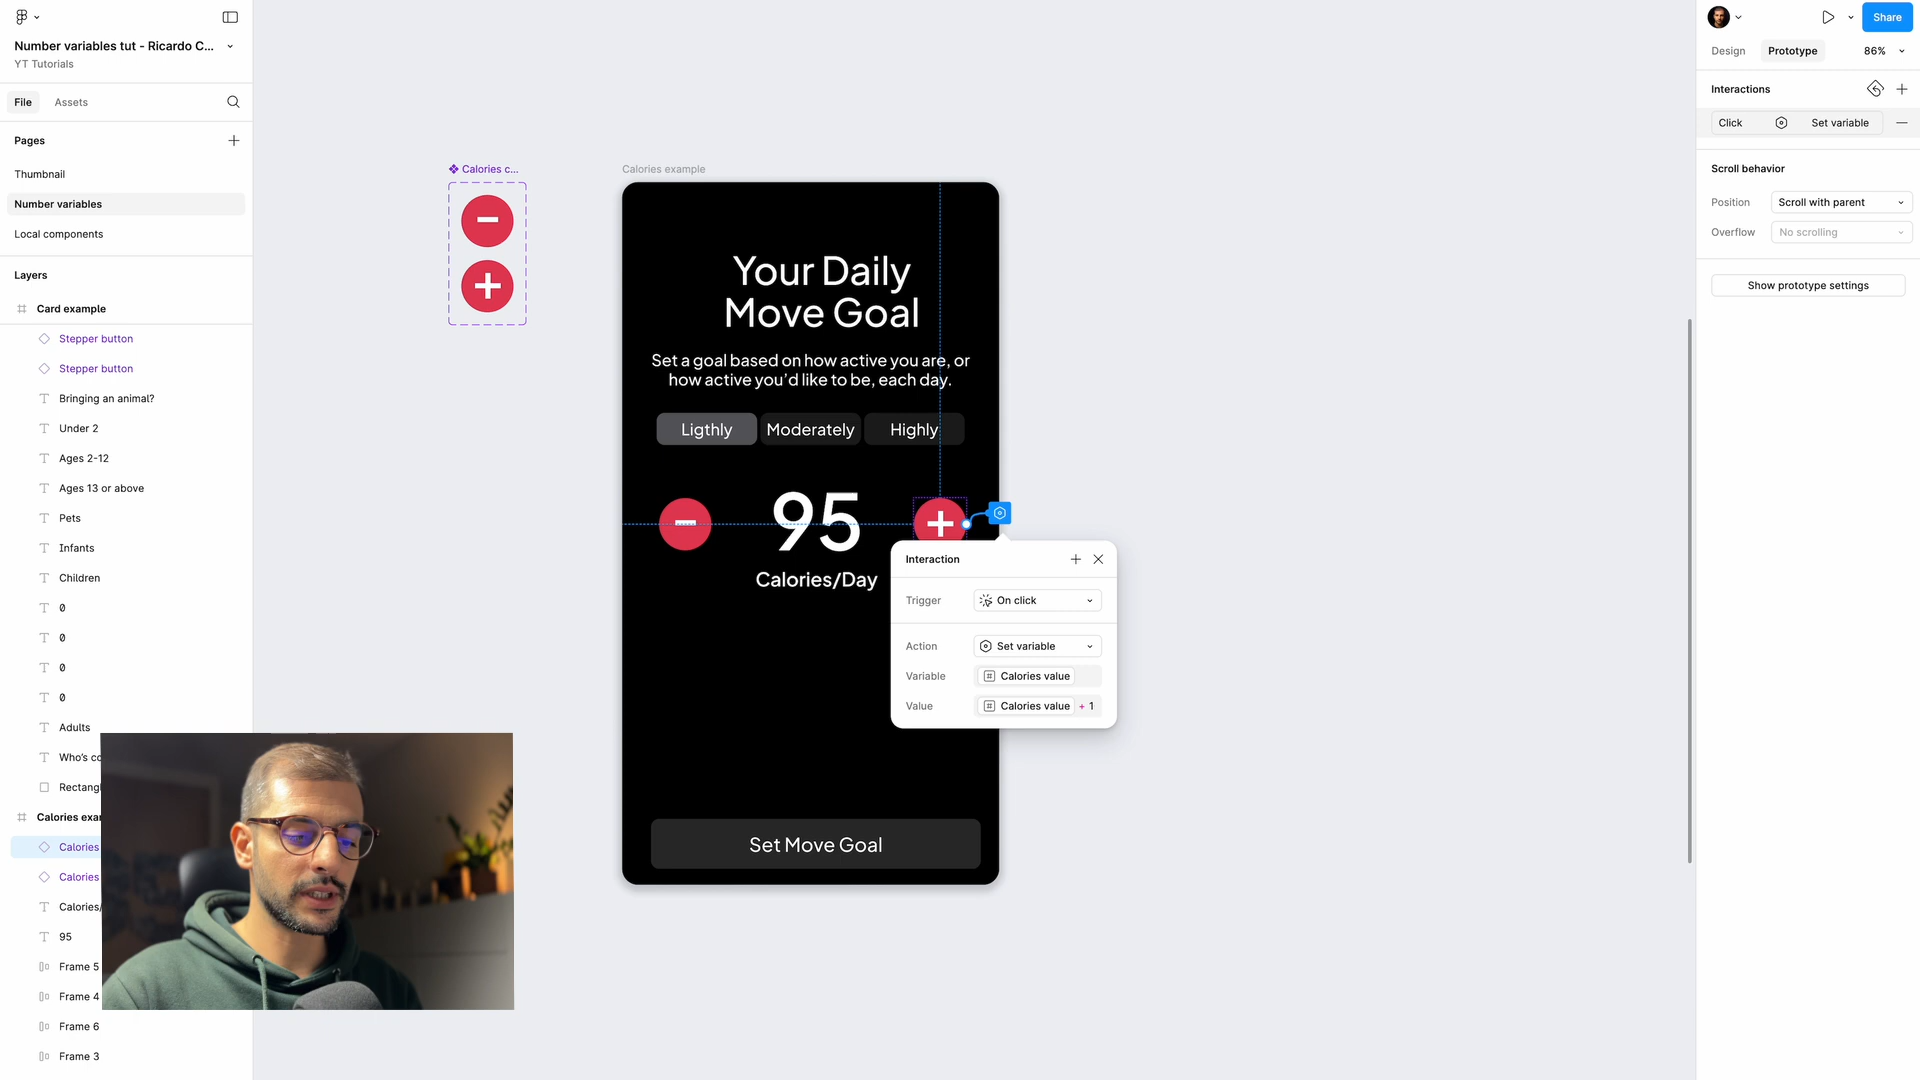 Number variables tut - Ricardo C...
YT Tutorials
File
Assets
Pages
Thumbnail
Number variables
Local components
Layers
Card example
Stepper button
Stepper button
Bringing an animal?
Under 2
Ages 2-12
Ages 13 or above
Pets
Infants
Children
0
0
0
0
Adults
Who's co
Rectang
Calories exa
Calories
Calories
Calories/
95
Frame 5
Frame 4
Frame 6
Frame 3
Calories c...
Calories example
Your Daily
Move Goal
Set a goal based on how active you are, or
how active you'd like to be, each day.
Ligthly
Moderately
Highly
95
Calories/Day
Set Move Goal
Interaction
Trigger
On click
Action
Set variable
Variable
Calories value
Value
Calories value + 1
Share
Design
Prototype
86%
Interactions
Click
Set variable
Scroll behavior
Position
Scroll with parent
Overflow
No scrolling
Show prototype settings